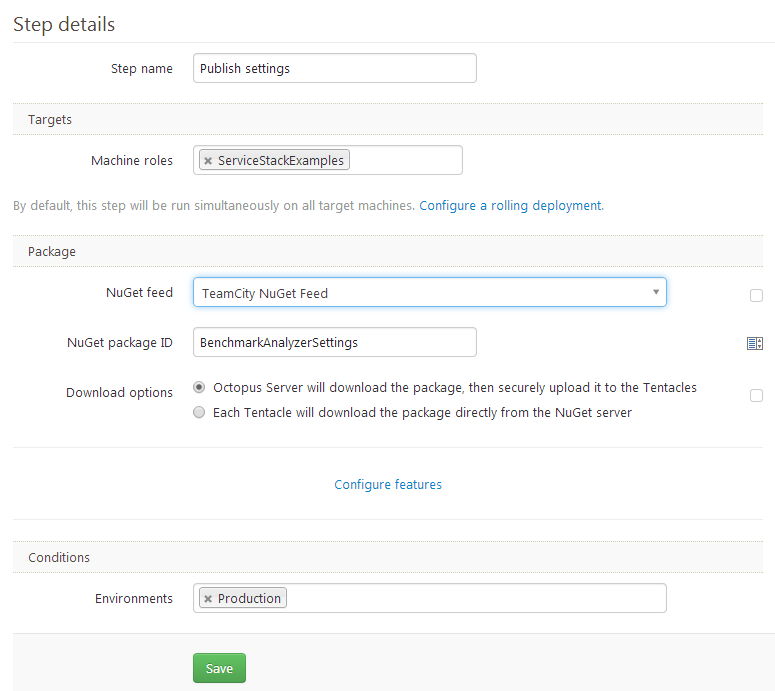 Step details
Step name Publish settings
Targets
Machine roles ServiceStackExamples
By default, this step will be run simultaneously on all target machines. Configure a rolling deployment.
Package
NuGet feed TeamCity NuGet Feed
NuGet package ID BenchmarkAnalyzerSettings
Download options Octopus Server will download the package, then securely upload it to the Tentacles
Each Tentacle will download the package directly from the NuGet server
Configure features
Conditions
Environments Production
Save